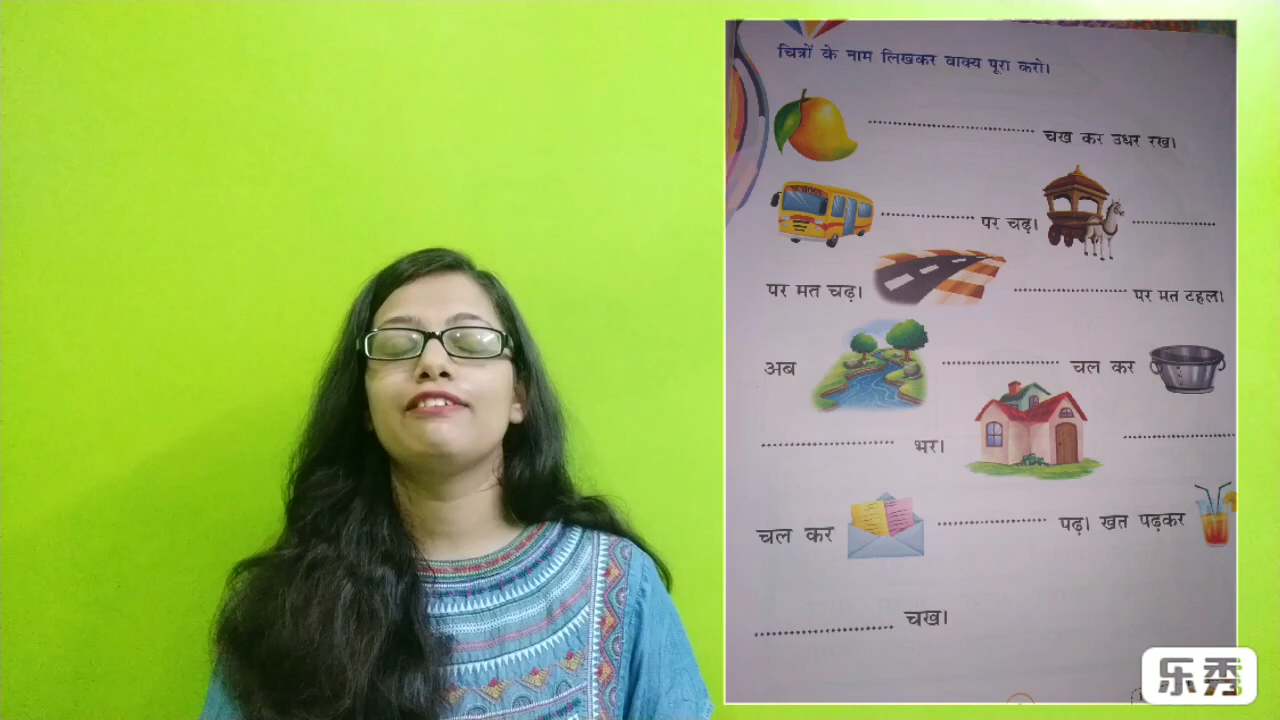 चित्रों के नाम लिखकर वाक्य पूरा करो।
.............................. चख कर उधर रख।
SCHOOL
................. पर चढ़। ................
पर मत चढ़। .................... पर मत टहल।
अब ..................... चल कर
........................ भर। ....................
चल कर .................... पढ़। खत पढ़कर
......................... चख।
乐秀